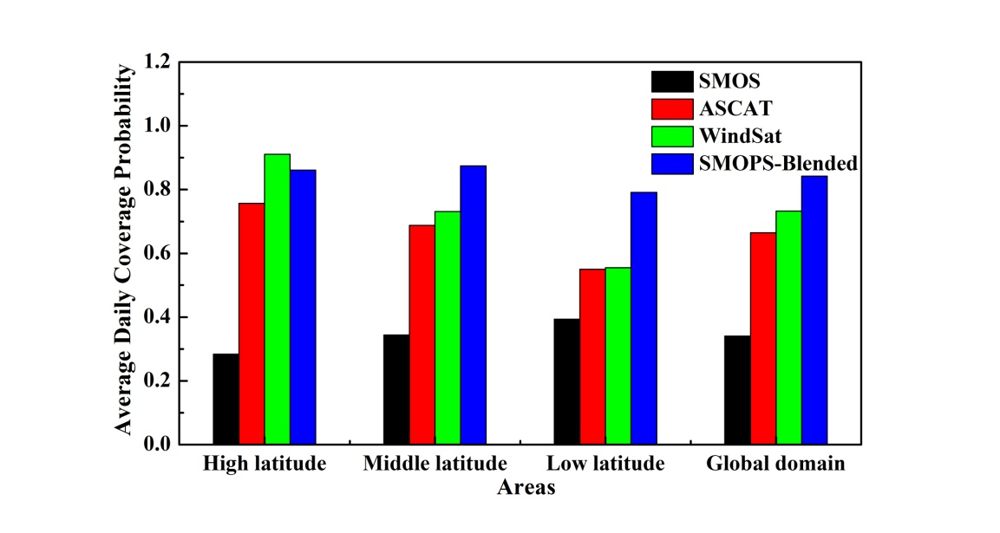 Average Daily Coverage Probability
1.2
1.0
0.8
0.6
0.4
0.2
0.0
SMOS
ASCAT
WindSat
SMOPS-Blended
High latitude
Middle latitude
Low latitude
Global domain
Areas